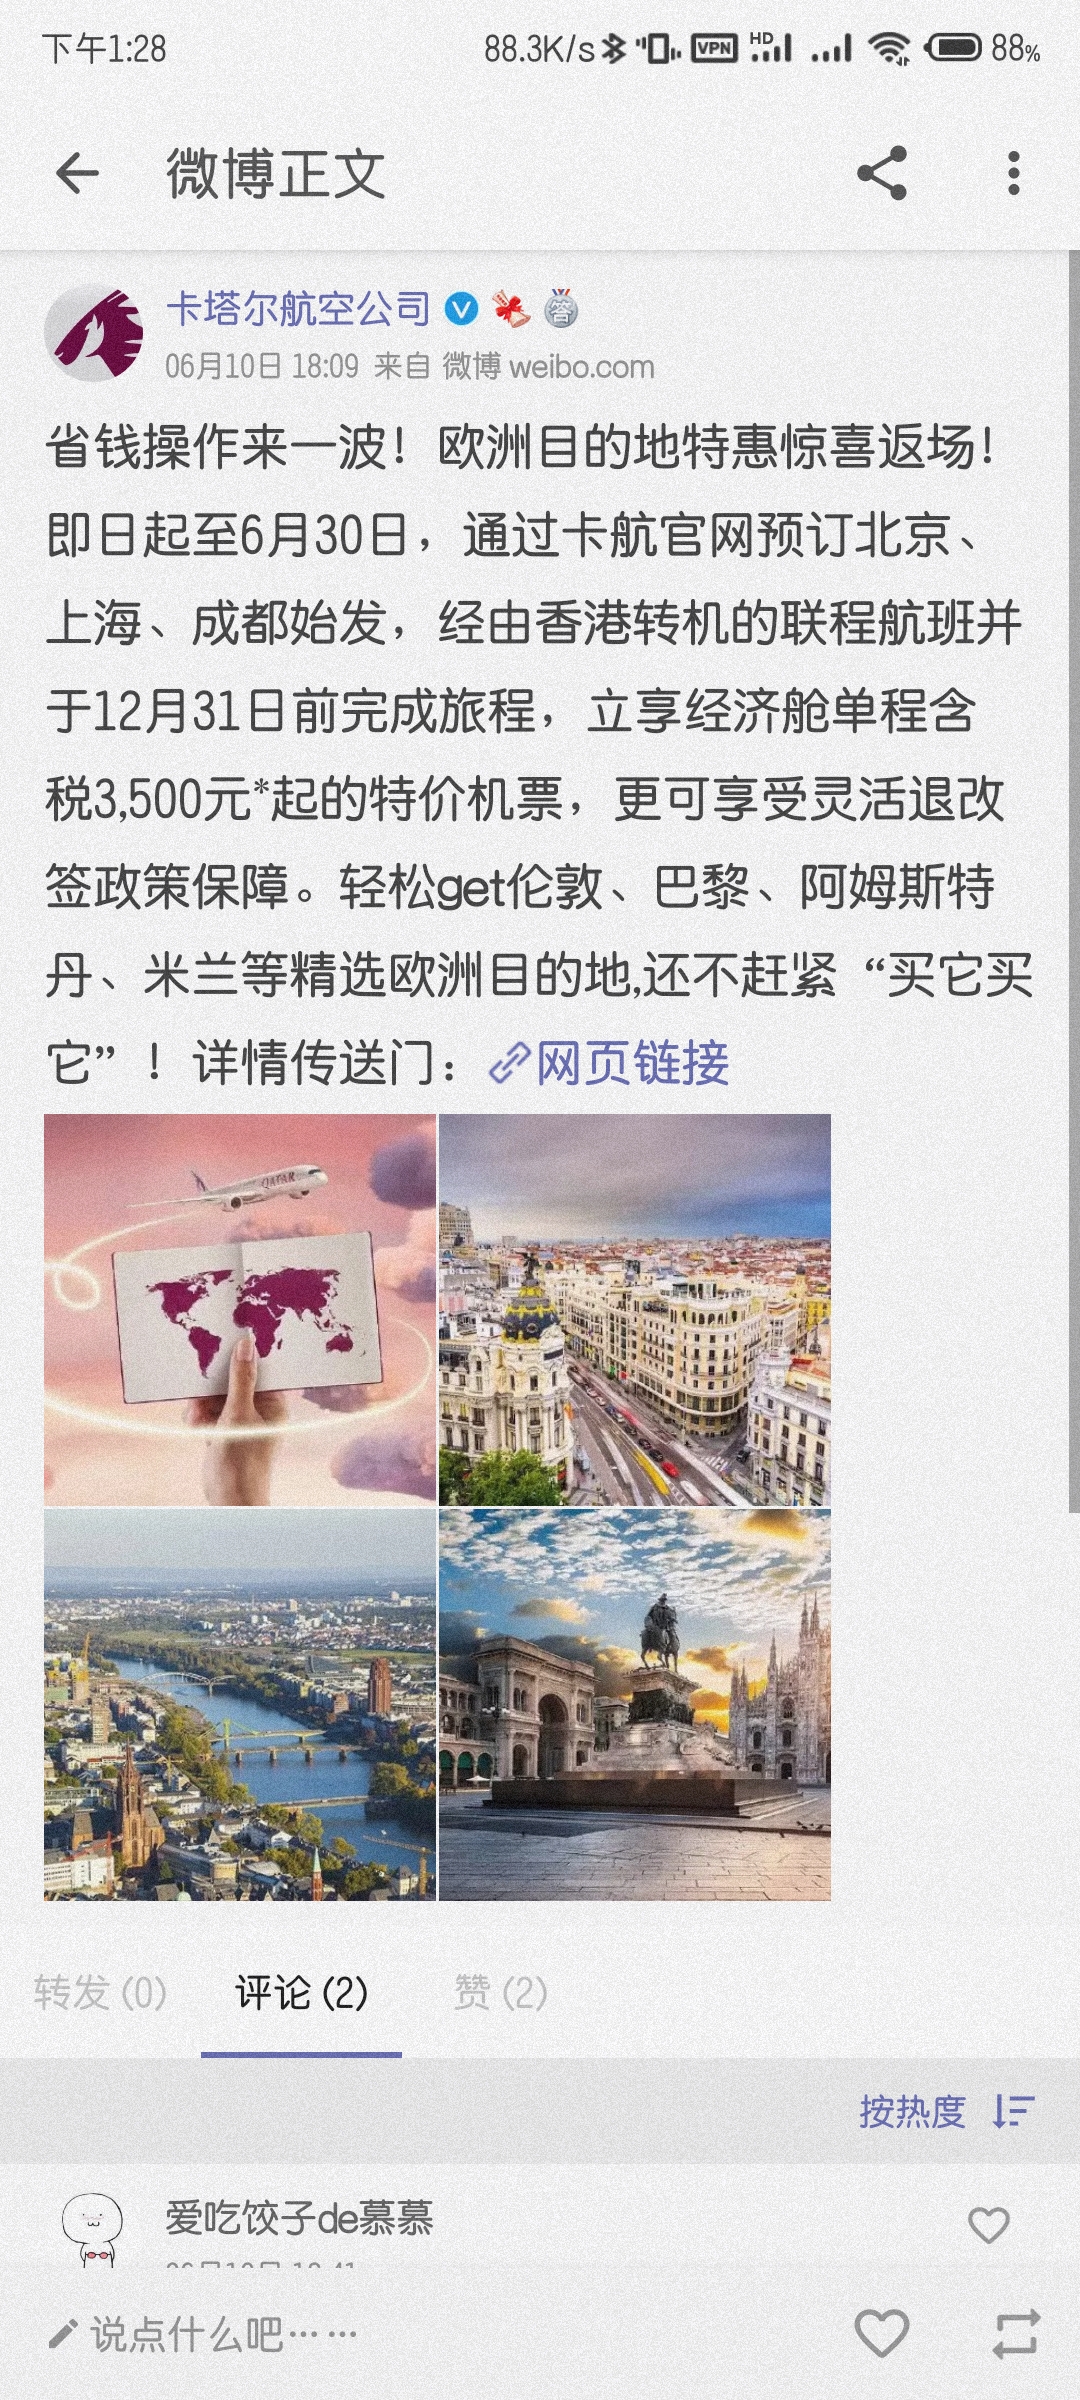 下午1:28
88.3K/s
VPN
HD
88%
微博正文
卡塔尔航空公司
V
答
06月10日 18:09 来自 微博 weibo.com
省钱操作来一波！欧洲目的地特惠惊喜返场！
即日起至6月30日，通过卡航官网预订北京、
上海、成都始发，经由香港转机的联程航班并
于12月31日前完成旅程，立享经济舱单程含
税3,500元*起的特价机票，更可享受灵活退改
签政策保障。轻松get伦敦、巴黎、阿姆斯特
丹、米兰等精选欧洲目的地,还不赶紧“买它买
它”！详情传送门：网页链接
QATAR
转发 (0)
评论 (2)
赞 (2)
按热度
爱吃饺子de慕慕
说点什么吧……